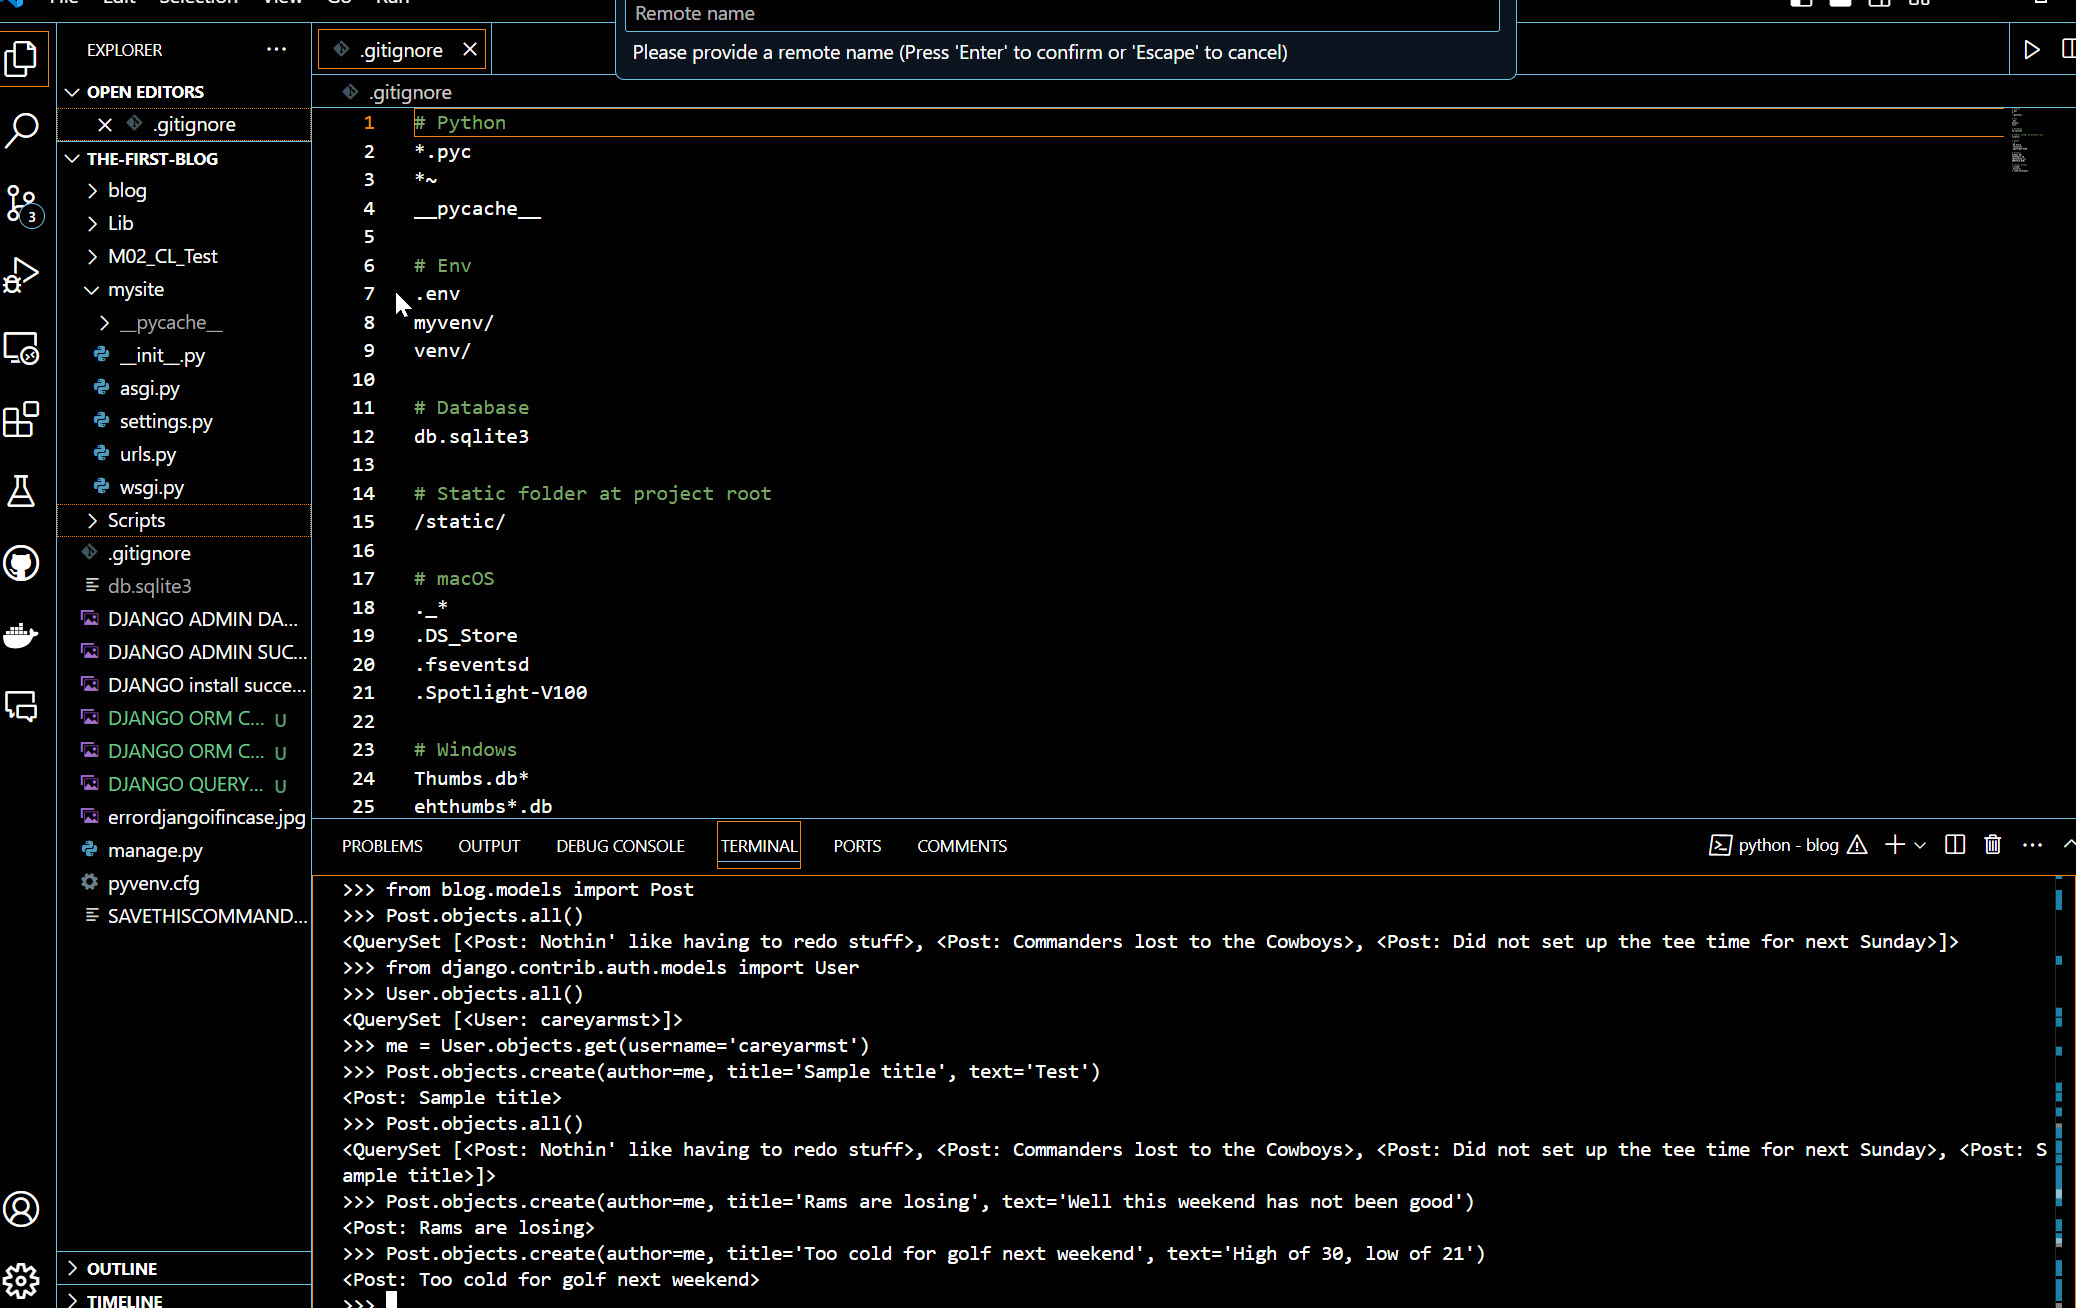 File Edit Selection View Go Run
Remote name
Please provide a remote name (Press 'Enter' to confirm or 'Escape' to cancel)
EXPLORER
.gitignore
OPEN EDITORS
.gitignore
.gitignore
THE-FIRST-BLOG
blog
Lib
M02_CL_Test
mysite
__pycache__
__init__.py
asgi.py
settings.py
urls.py
wsgi.py
Scripts
.gitignore
db.sqlite3
DJANGO ADMIN DA...
DJANGO ADMIN SUC...
DJANGO install succe...
DJANGO ORM C... U
DJANGO ORM C... U
DJANGO QUERY... U
errordjangoifincase.jpg
manage.py
pyvenv.cfg
SAVETHISCOMMAND...
OUTLINE
TIMELINE
3
1 # Python
2 *.pyc
3 *~
4 __pycache__
5
6 # Env
7 .env
8 myvenv/
9 venv/
10
11 # Database
12 db.sqlite3
13
14 # Static folder at project root
15 /static/
16
17 # macOS
18 ._*
19 .DS_Store
20 .fseventsd
21 .Spotlight-V100
22
23 # Windows
24 Thumbs.db*
25 ehthumbs*.db
PROBLEMS OUTPUT DEBUG CONSOLE TERMINAL PORTS COMMENTS
python - blog
>>> from blog.models import Post
>>> Post.objects.all()
<QuerySet [<Post: Nothin' like having to redo stuff>, <Post: Commanders lost to the Cowboys>, <Post: Did not set up the tee time for next Sunday>]>
>>> from django.contrib.auth.models import User
>>> User.objects.all()
<QuerySet [<User: careyarmst>]>
>>> me = User.objects.get(username='careyarmst')
>>> Post.objects.create(author=me, title='Sample title', text='Test')
<Post: Sample title>
>>> Post.objects.all()
<QuerySet [<Post: Nothin' like having to redo stuff>, <Post: Commanders lost to the Cowboys>, <Post: Did not set up the tee time for next Sunday>, <Post: S
ample title>]>
>>> Post.objects.create(author=me, title='Rams are losing', text='Well this weekend has not been good')
<Post: Rams are losing>
>>> Post.objects.create(author=me, title='Too cold for golf next weekend', text='High of 30, low of 21')
<Post: Too cold for golf next weekend>
>>>